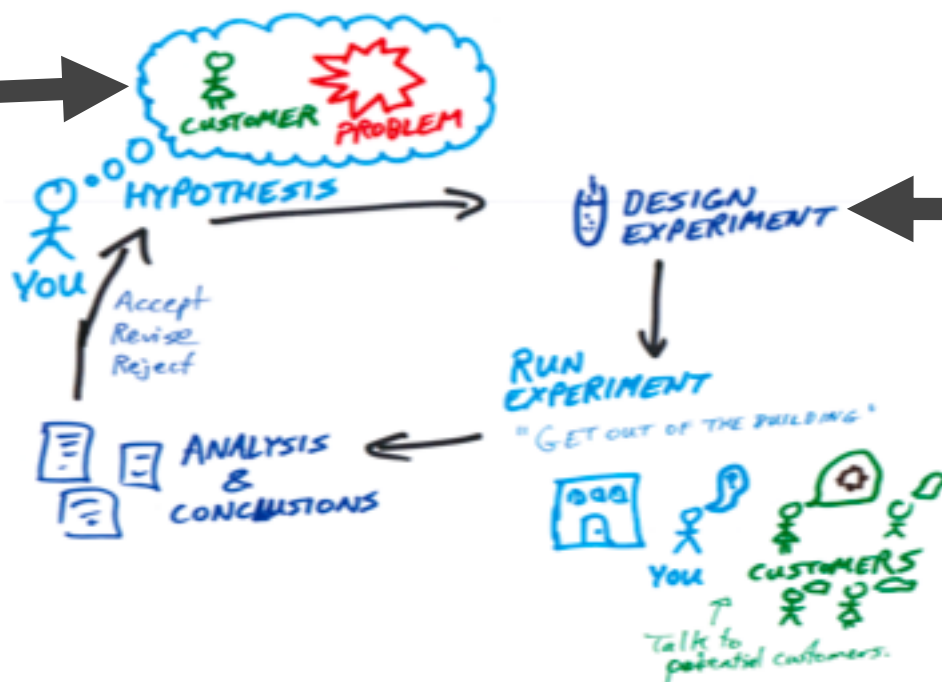 CUSTOMER
PROBLEM
HYPOTHESIS
YOU
DESIGN
EXPERIMENT
Accept
Revise
Reject
RUN
EXPERIMENT
"GET OUT OF THE BUILDING"
ANALYSIS
&
CONCLUSIONS
YOU
CUSTOMERS
Talk to
potential customers.